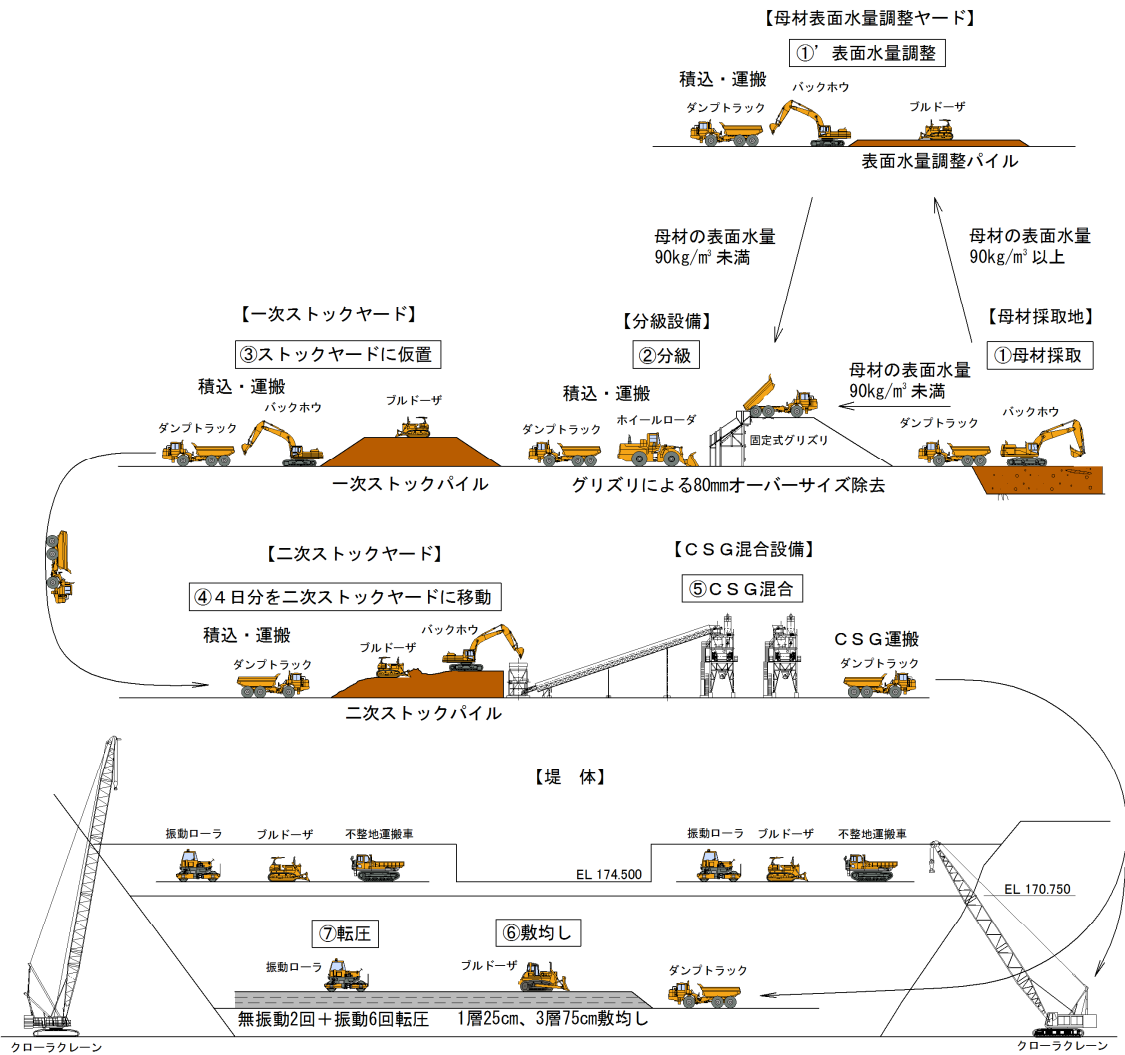 【母材表面水量調整ヤード】
①’表面水量調整
積込・運搬
ダンプトラック
バックホウ
ブルドーザ
表面水量調整パイル
母材の表面水量
90kg/m³未満
母材の表面水量
90kg/m³以上
【母材採取地】
①母材採取
母材の表面水量
90kg/m³未満
ダンプトラック
バックホウ
【分級設備】
②分級
積込・運搬
ダンプトラック
ホイールローダ
固定式グリズリ
グリズリによる80mmオーバーサイズ除去
【一次ストックヤード】
③ストックヤードに仮置
積込・運搬
ダンプトラック
バックホウ
ブルドーザ
一次ストックパイル
【二次ストックヤード】
④４日分を二次ストックヤードに移動
積込・運搬
ダンプトラック
ブルドーザ
バックホウ
二次ストックパイル
【ＣＳＧ混合設備】
⑤ＣＳＧ混合
ＣＳＧ運搬
ダンプトラック
【堤　体】
振動ローラ
ブルドーザ
不整地運搬車
EL 174.500
振動ローラ
ブルドーザ
不整地運搬車
EL 170.750
⑦転圧
⑥敷均し
振動ローラ
ブルドーザ
ダンプトラック
無振動2回＋振動6回転圧
1層25cm、3層75cm敷均し
クローラクレーン
クローラクレーン